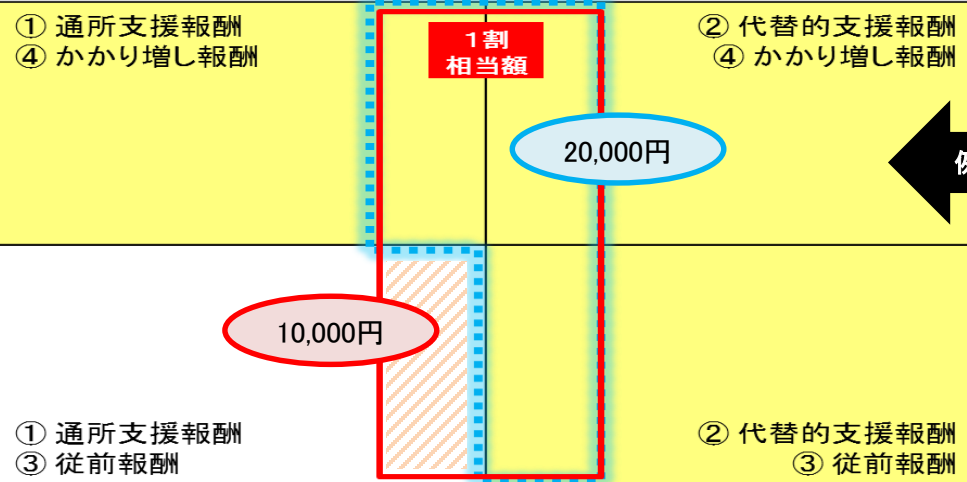 ① 通所支援報酬
④ かかり増し報酬
1割
相当額
② 代替的支援報酬
④ かかり増し報酬
20,000円
10,000円
① 通所支援報酬
③ 従前報酬
② 代替的支援報酬
③ 従前報酬